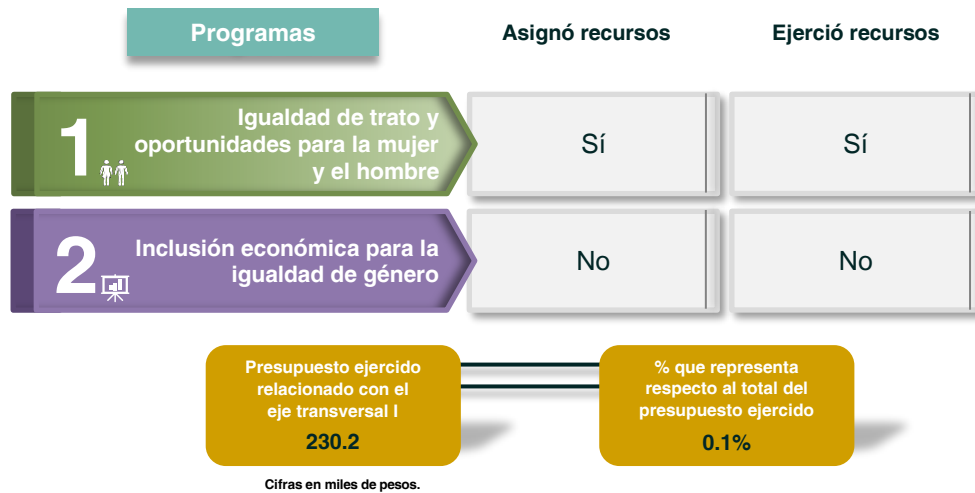 Programas
Asignó recursos
Ejerció recursos
1
Igualdad de trato y
oportunidades para la mujer
y el hombre
Sí
Sí
2
Inclusión económica para la
igualdad de género
No
No
Presupuesto ejercido
relacionado con el
eje transversal I
230.2
% que representa
respecto al total del
presupuesto ejercido
0.1%
Cifras en miles de pesos.